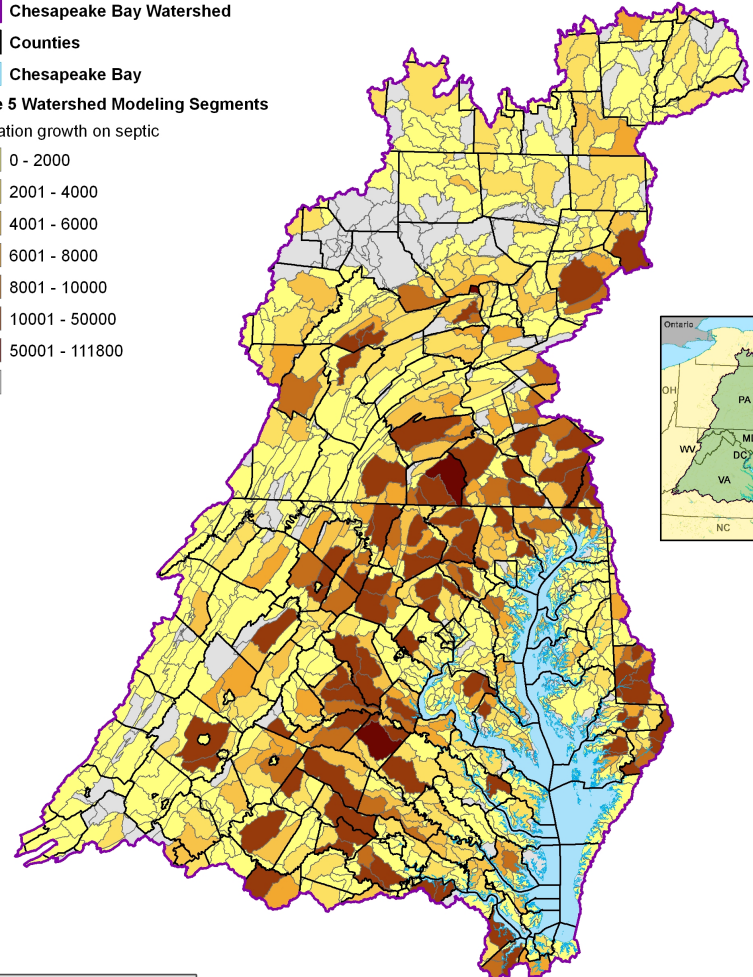 Chesapeake Bay Watershed
Counties
Chesapeake Bay
e 5 Watershed Modeling Segments
ation growth on septic
0 - 2000
2001 - 4000
4001 - 6000
6001 - 8000
8001 - 10000
10001 - 50000
50001 - 111800
Ontario
OH
PA
WV
DC
VA
NC